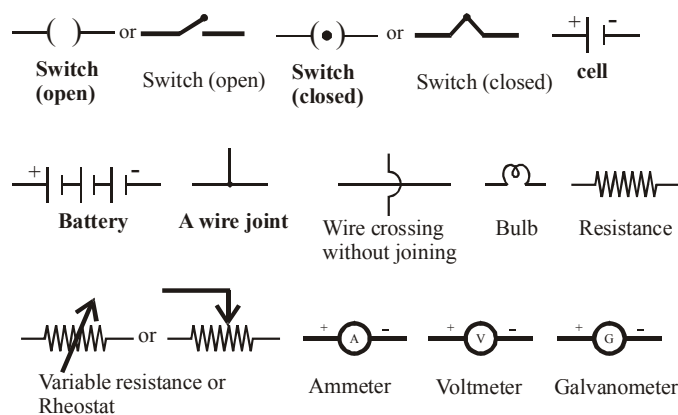 ( ) or
(•) or
+ -
Switch
(open)
Switch (open)
Switch
(closed)
Switch (closed)
cell
+ -
Battery
A wire joint
Wire crossing
without joining
Bulb
Resistance
or
Variable resistance or
Rheostat
+ A -
Ammeter
+ V -
Voltmeter
+ G -
Galvanometer